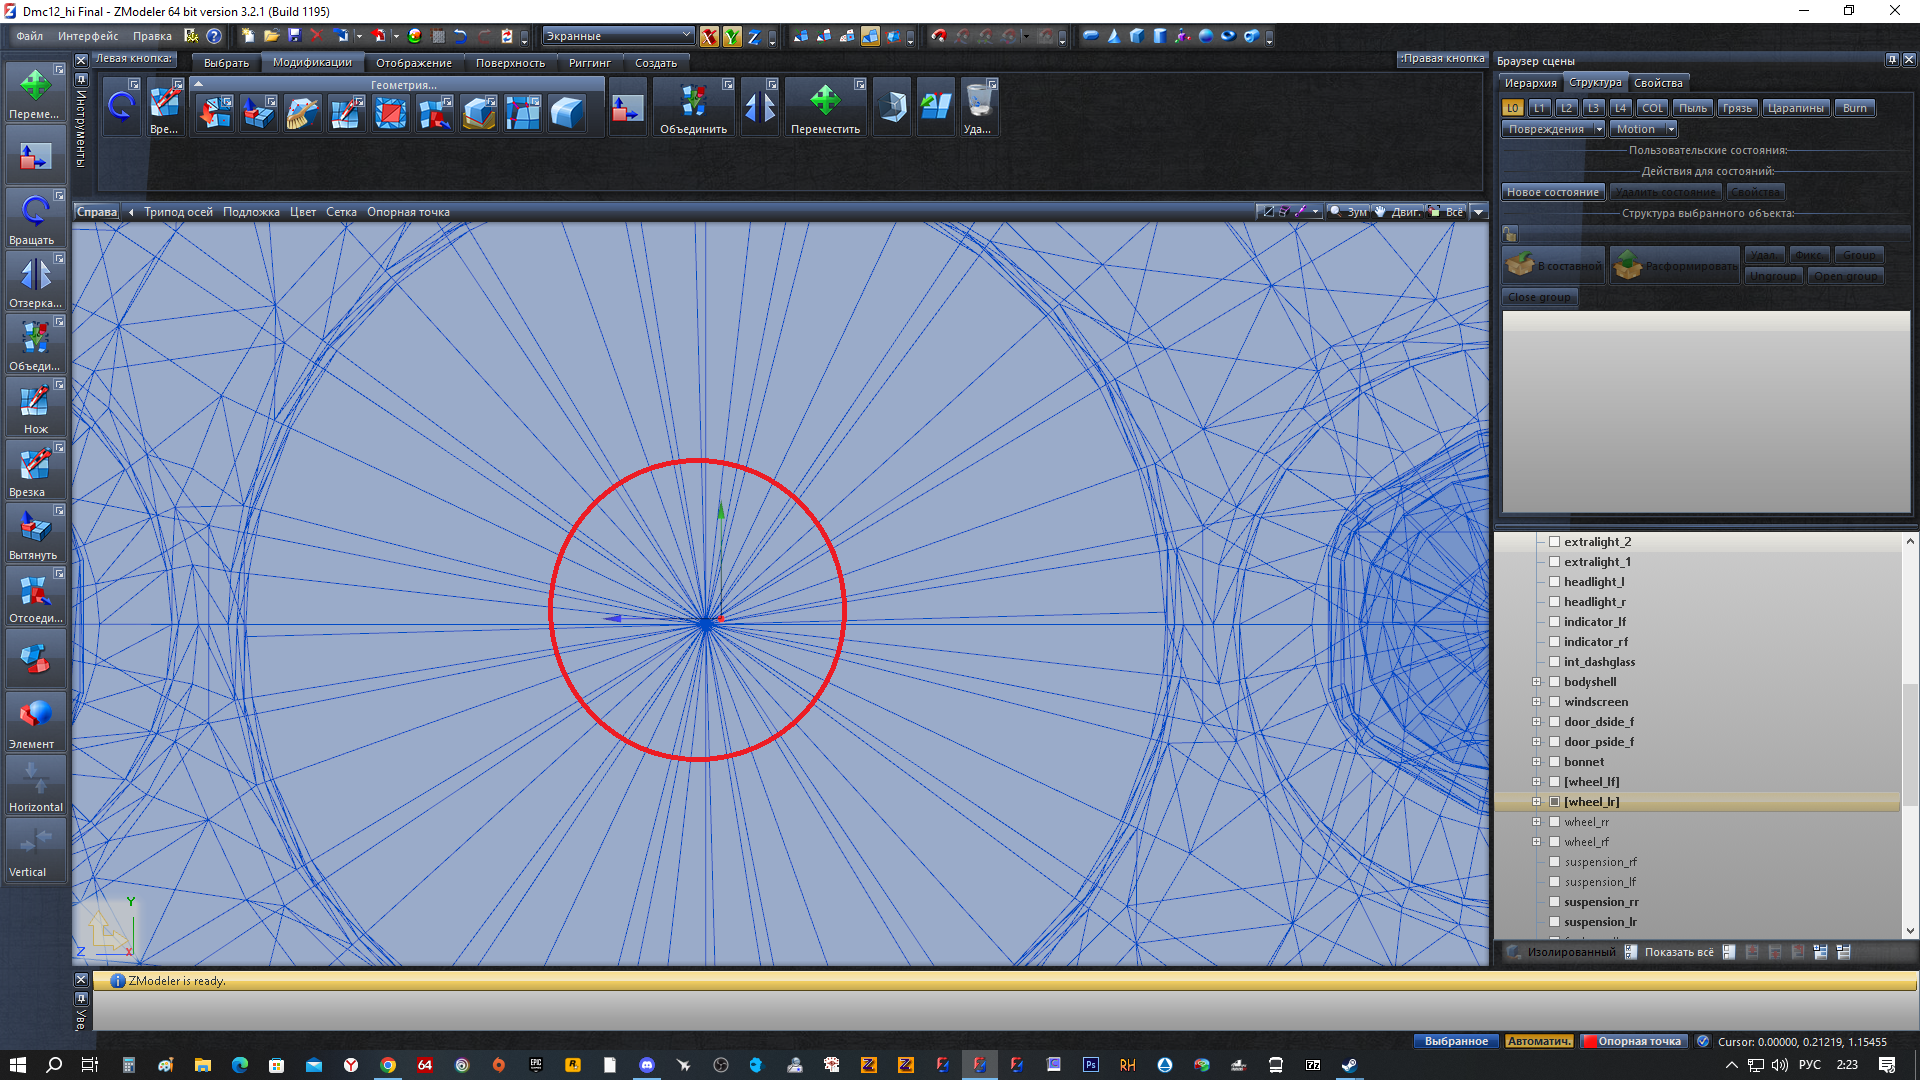 Dmc12_hi Final - ZModeler 64 bit version 3.2.1 (Build 1195)
Файл Интерфейс Правка
Экранные
X Y Z
Левая кнопка:
Выбрать Модификации Отображение Поверхность Риггинг Создать
:Правая кнопка
Инструменты
Геометрия...
Вре...
Объединить
Переместить
Уда...
Переме...
Вращать
Отзерка...
Объеди...
Нож
Врезка
Вытянуть
Отсоеди...
Элемент
Horizontal
Vertical
Справа Трипод осей Подложка Цвет Сетка Опорная точка
Зум Двиг. Всё
Y
Z X
Браузер сцены
Иерархия Структура Свойства
L0 L1 L2 L3 L4 COL Пыль Грязь Царапины Burn
Повреждения Motion
Пользовательские состояния:
Действия для состояний:
Новое состояние Удалить состояние Свойства
Структура выбранного объекта:
В составной Расформировать Удал. Фикс. Group
Ungroup Open group
Close group
extralight_2
extralight_1
headlight_l
headlight_r
indicator_lf
indicator_rf
int_dashglass
bodyshell
windscreen
door_dside_f
door_pside_f
bonnet
[wheel_lf]
[wheel_lr]
wheel_rr
wheel_rf
suspension_rf
suspension_lf
suspension_rr
suspension_lr
Изолированный Показать всё
ZModeler is ready.
Уве
Выбранное Автоматич. Опорная точка Cursor: 0.00000, 0.21219, 1.15455
64
EPIC
Ps
RH
РУС
2:23